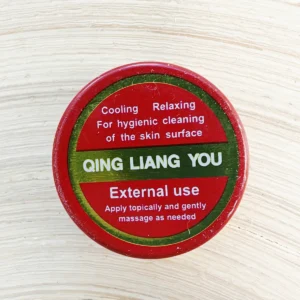 Cooling Relaxing
For hygienic cleaning
of the skin surface
QING LIANG YOU
External use
Apply topically and gently
massage as needed